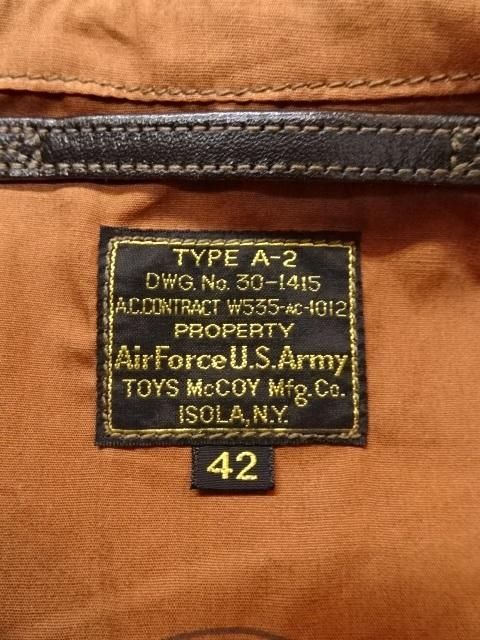 TYPE A-2
DWG. No. 30-1415
A.C. CONTRACT W535-AC-1012
PROPERTY
Air Force U.S. Army
TOYS McCOY Mfg. Co.
ISOLA, N.Y.
42